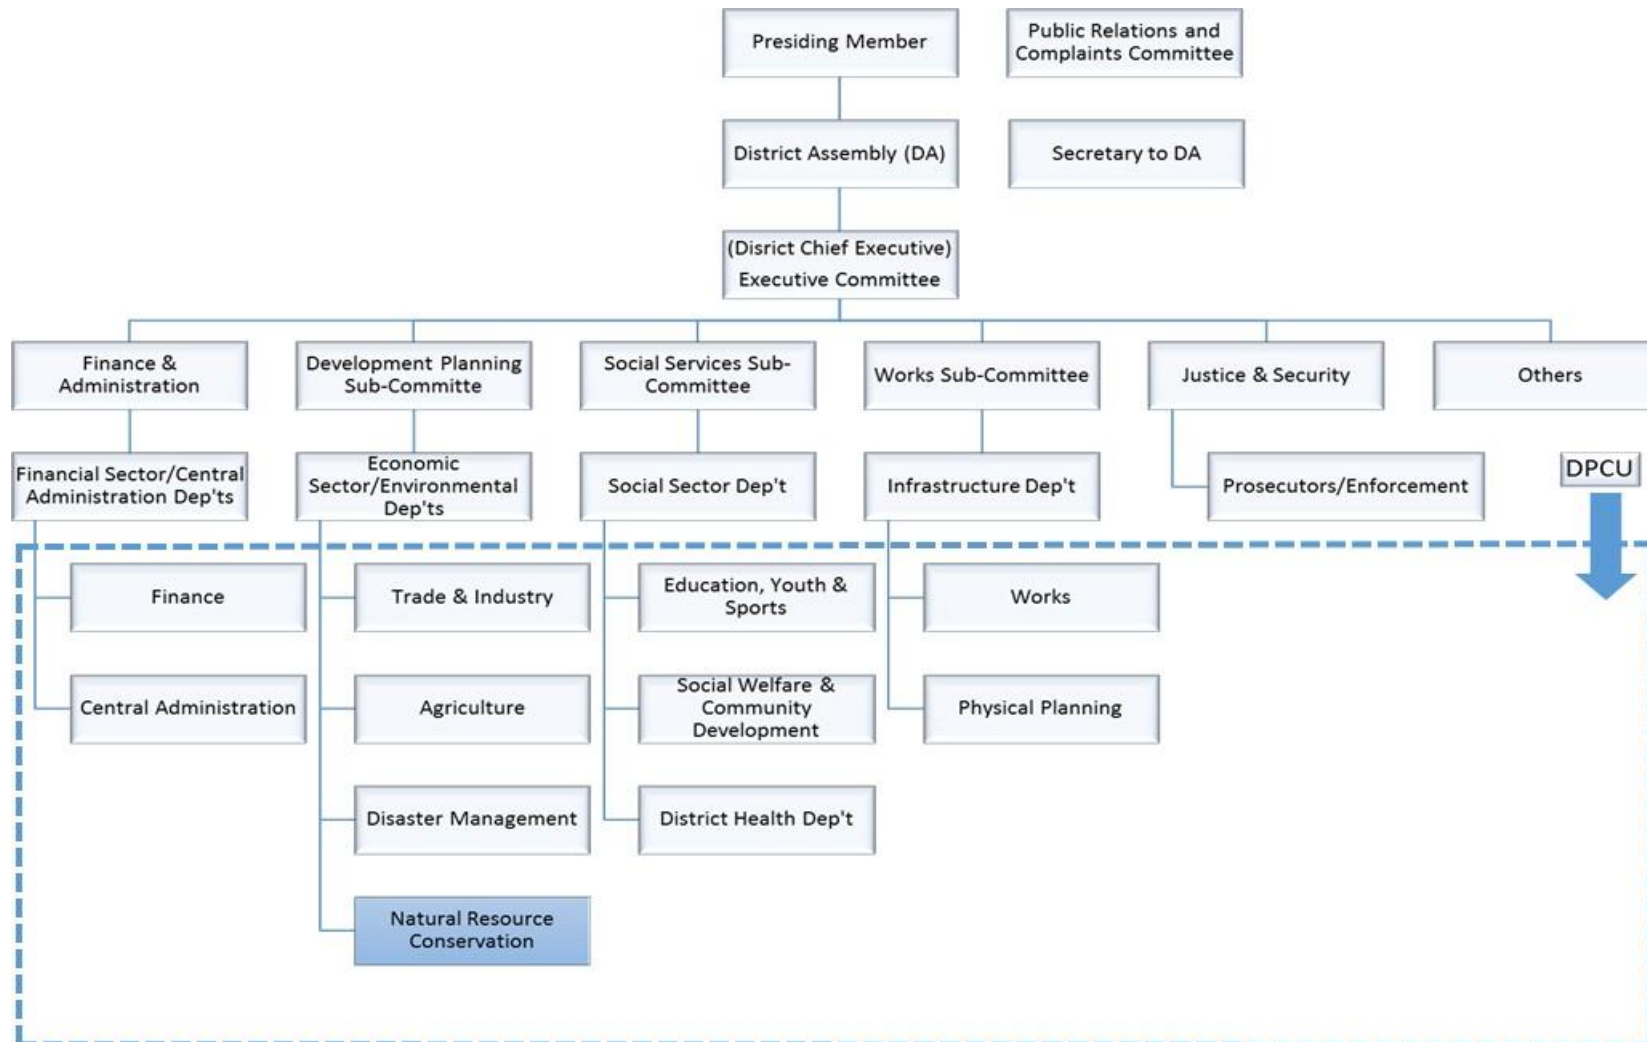 Presiding Member
Public Relations and
Complaints Committee
District Assembly (DA)
Secretary to DA
(Disrict Chief Executive)
Executive Committee
Finance &
Administration
Development Planning
Sub-Committe
Social Services Sub-
Committee
Works Sub-Committee
Justice & Security
Others
Financial Sector/Central
Administration Dep'ts
Economic
Sector/Environmental
Dep'ts
Social Sector Dep't
Infrastructure Dep't
Prosecutors/Enforcement
DPCU
Finance
Trade & Industry
Education, Youth &
Sports
Works
Central Administration
Agriculture
Social Welfare &
Community
Development
Physical Planning
Disaster Management
District Health Dep't
Natural Resource
Conservation